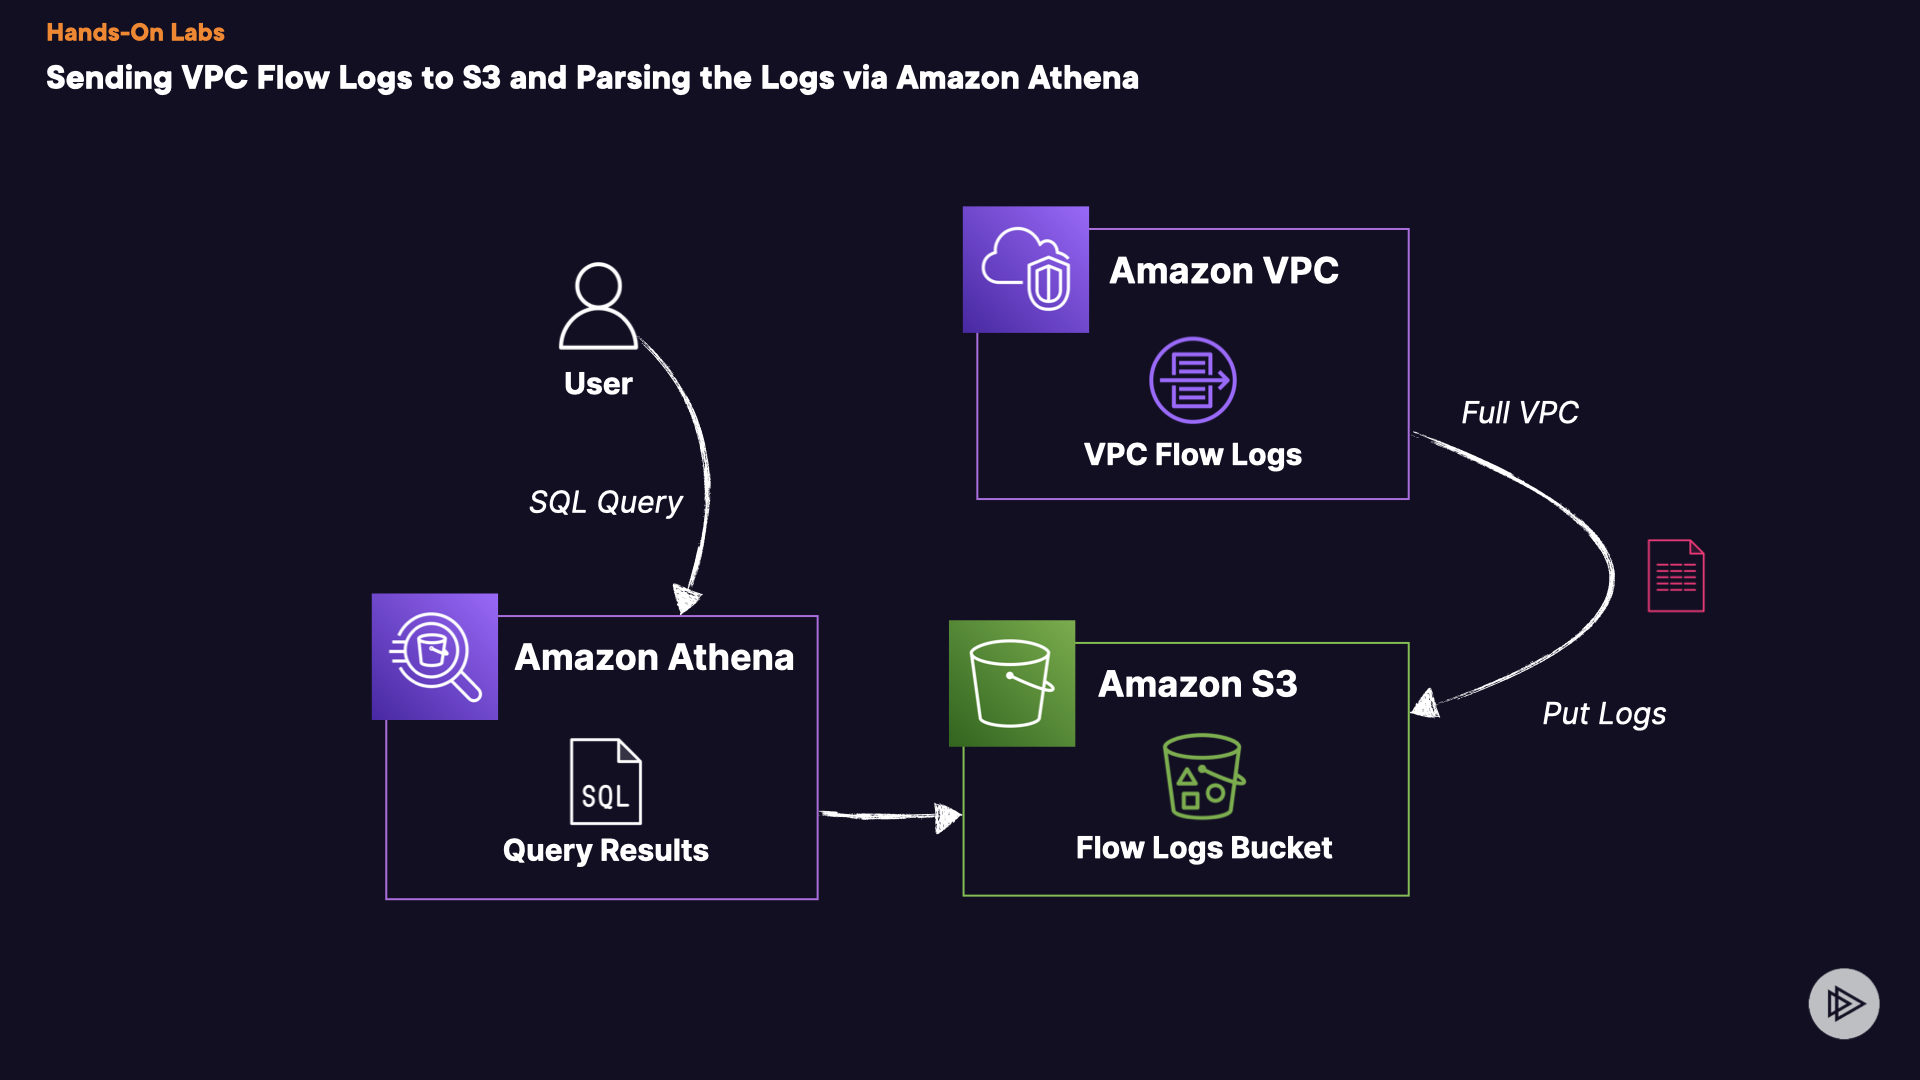 Hands-On Labs
Sending VPC Flow Logs to S3 and Parsing the Logs via Amazon Athena
Amazon VPC
VPC Flow Logs
User
Full VPC
SQL Query
Amazon Athena
SQL
Query Results
Amazon S3
Flow Logs Bucket
Put Logs